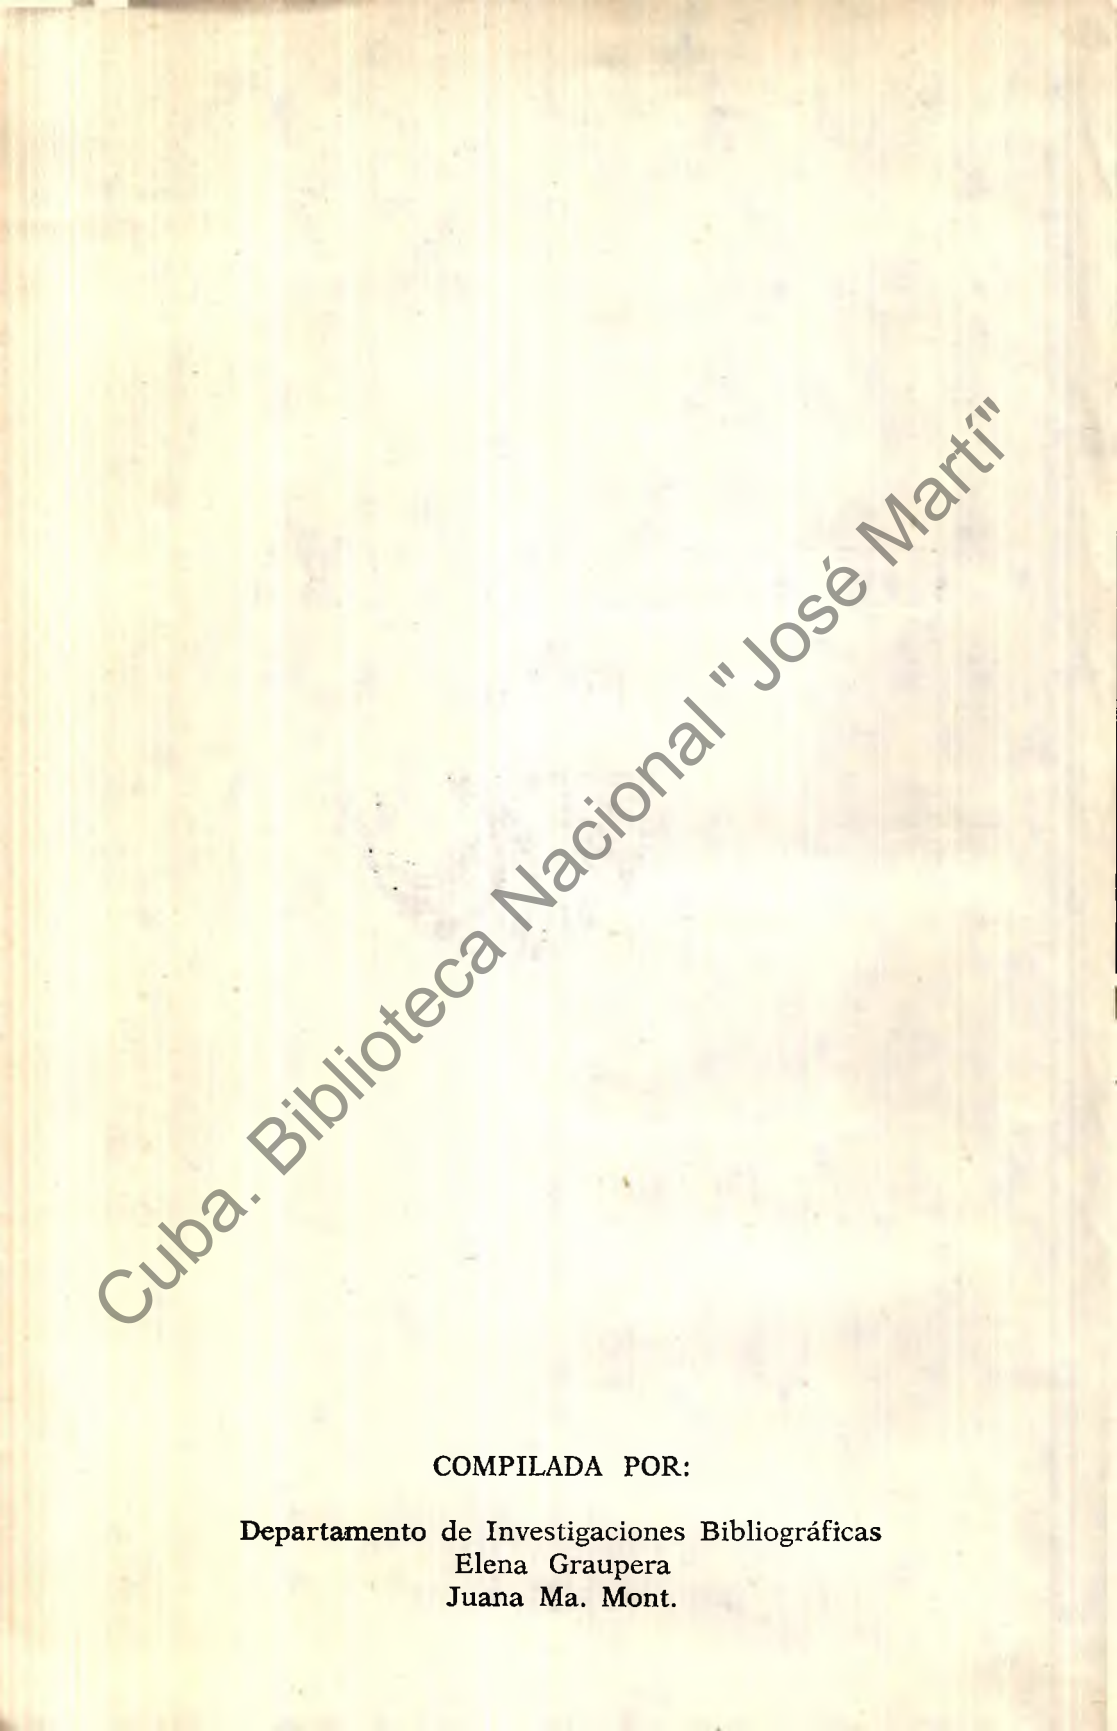 Cuba. Biblioteca Nacional "José Martí"
COMPILADA POR:
Departamento de Investigaciones Bibliográficas
Elena Graupera
Juana Ma. Mont.